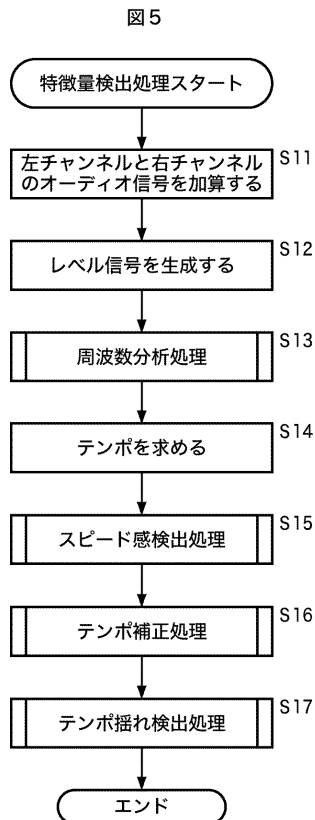 図5
特徴量検出処理スタート
左チャンネルと右チャンネル
のオーディオ信号を加算する
S11
レベル信号を生成する
S12
周波数分析処理
S13
テンポを求める
S14
スピード感検出処理
S15
テンポ補正処理
S16
テンポ揺れ検出処理
S17
エンド